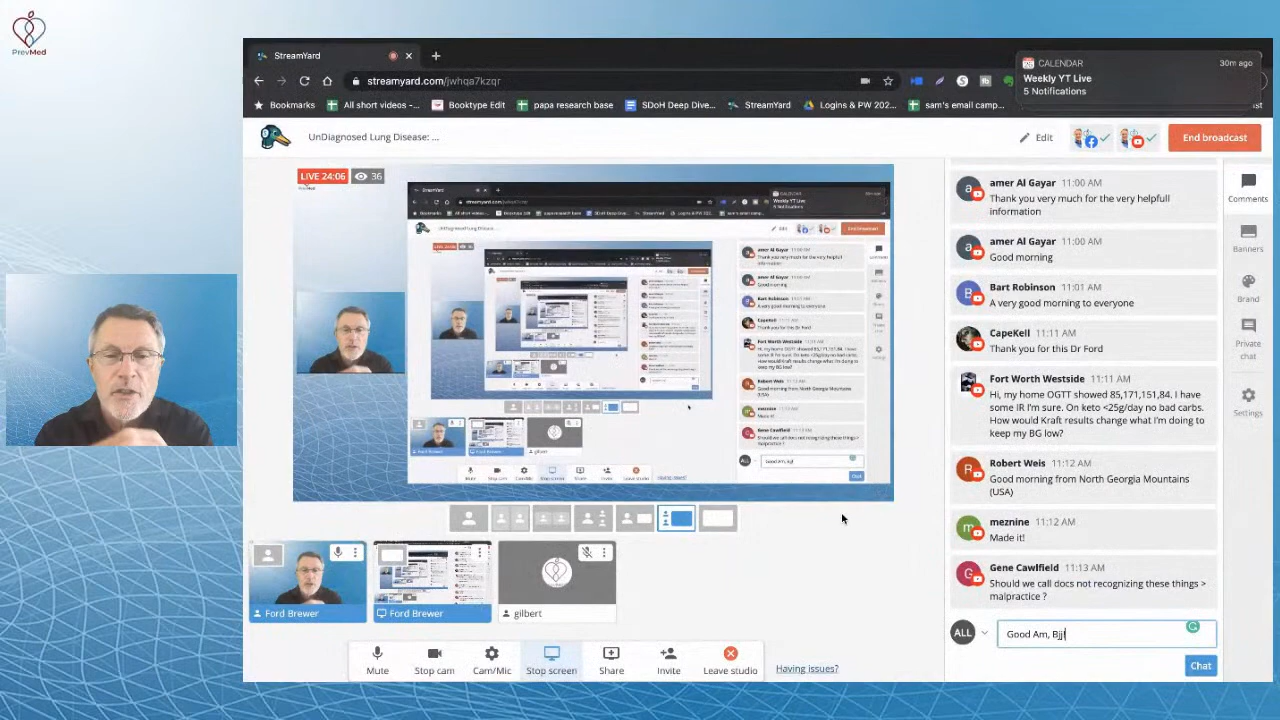 PrevMed
StreamYard
streamyard.com/jwhqa7kzqr
CALENDAR
30m ago
Weekly YT Live
5 Notifications
Bookmarks
All short videos –...
Booktype Edit
papa research base
SDoH Deep Dive...
StreamYard
Logins & PW 202...
sam's email camp...
UnDiagnosed Lung Disease: ...
Edit
End broadcast
LIVE 24:06
36
amer Al Gayar 11:00 AM
Thank you very much for the very helpful
information
amer Al Gayar 11:00 AM
Good morning
Bart Robinson 11:01 AM
A very good morning to everyone
CapeKell 11:11 AM
Thank you for this Dr Ford
Fort Worth Westside 11:11 AM
Hi, my home OGTT showed 85,171,151,84. I have
some IR I'm sure. On keto <25g/day no bad carbs.
How would Kraft results change what I'm doing to
keep my BG low?
Robert Weis 11:12 AM
Good morning from North Georgia Mountains
(USA)
meznine 11:12 AM
Made it!
Gene Cawlfield 11:13 AM
Should we call docs not recognizing these things >
malpractice ?
ALL
Good Am, Bjj
Chat
Comments
Banners
Brand
Private
chat
Settings
Ford Brewer
Ford Brewer
gilbert
Mute
Stop cam
Cam/Mic
Stop screen
Share
Invite
Leave studio
Having issues?